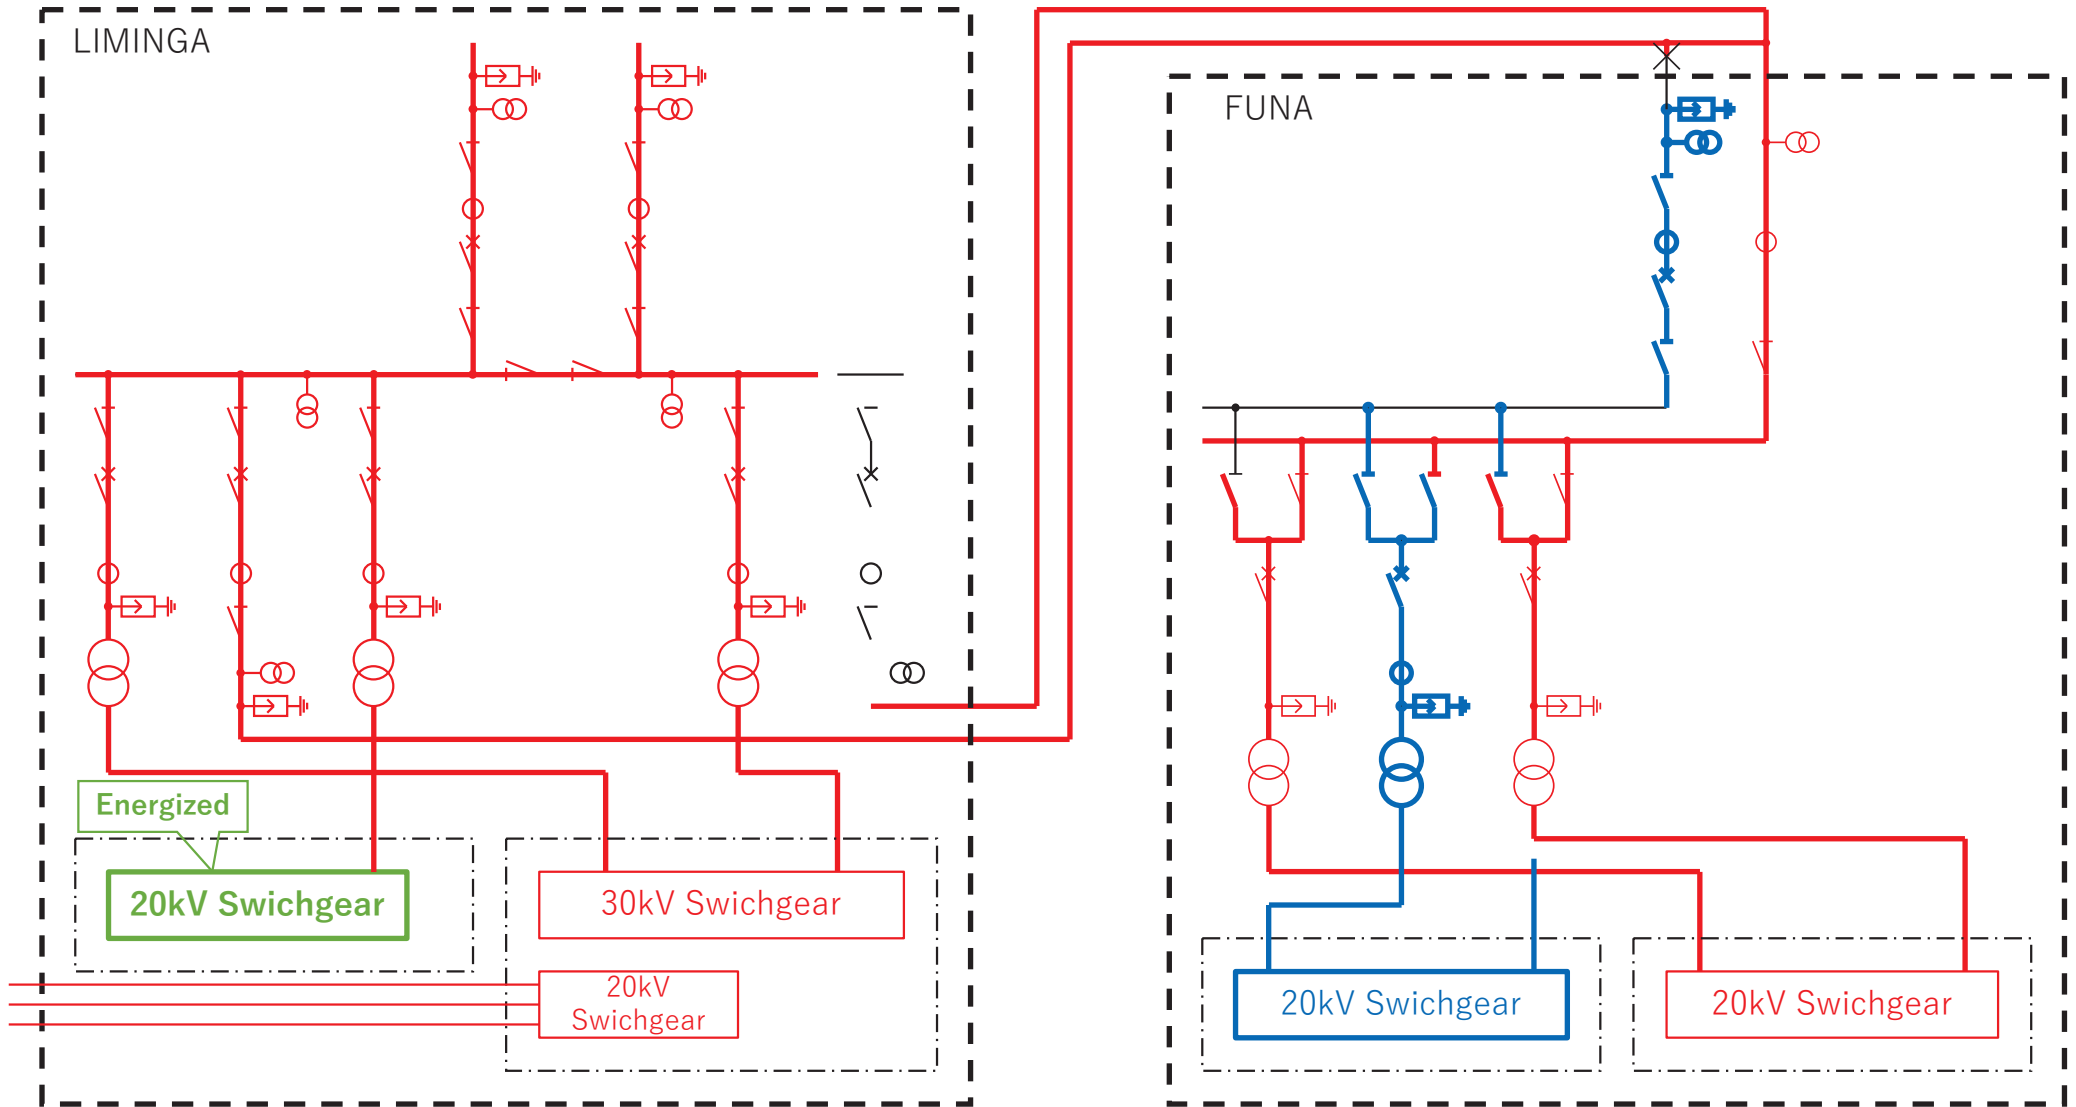 LIMINGA
FUNA
Energized
20kV Swichgear
30kV Swichgear
20kV
Swichgear
20kV Swichgear
20kV Swichgear